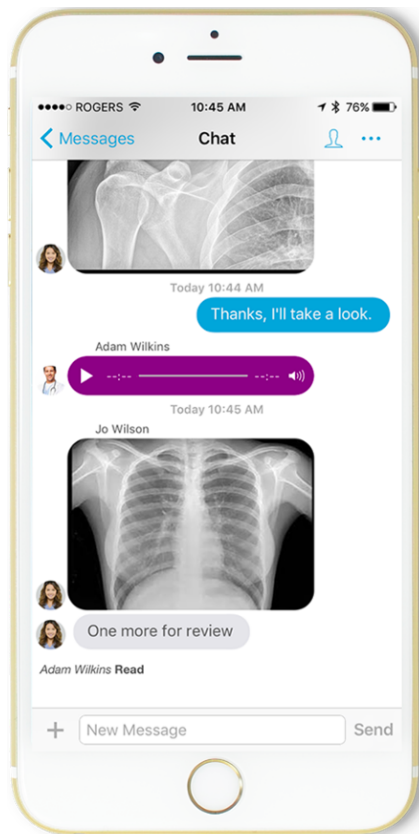 ROGERS 10:45 AM 76%
Messages Chat ...
Today 10:44 AM
Thanks, I'll take a look.
Adam Wilkins
--:-- --:--
Today 10:45 AM
Jo Wilson
One more for review
Adam Wilkins Read
+ New Message Send